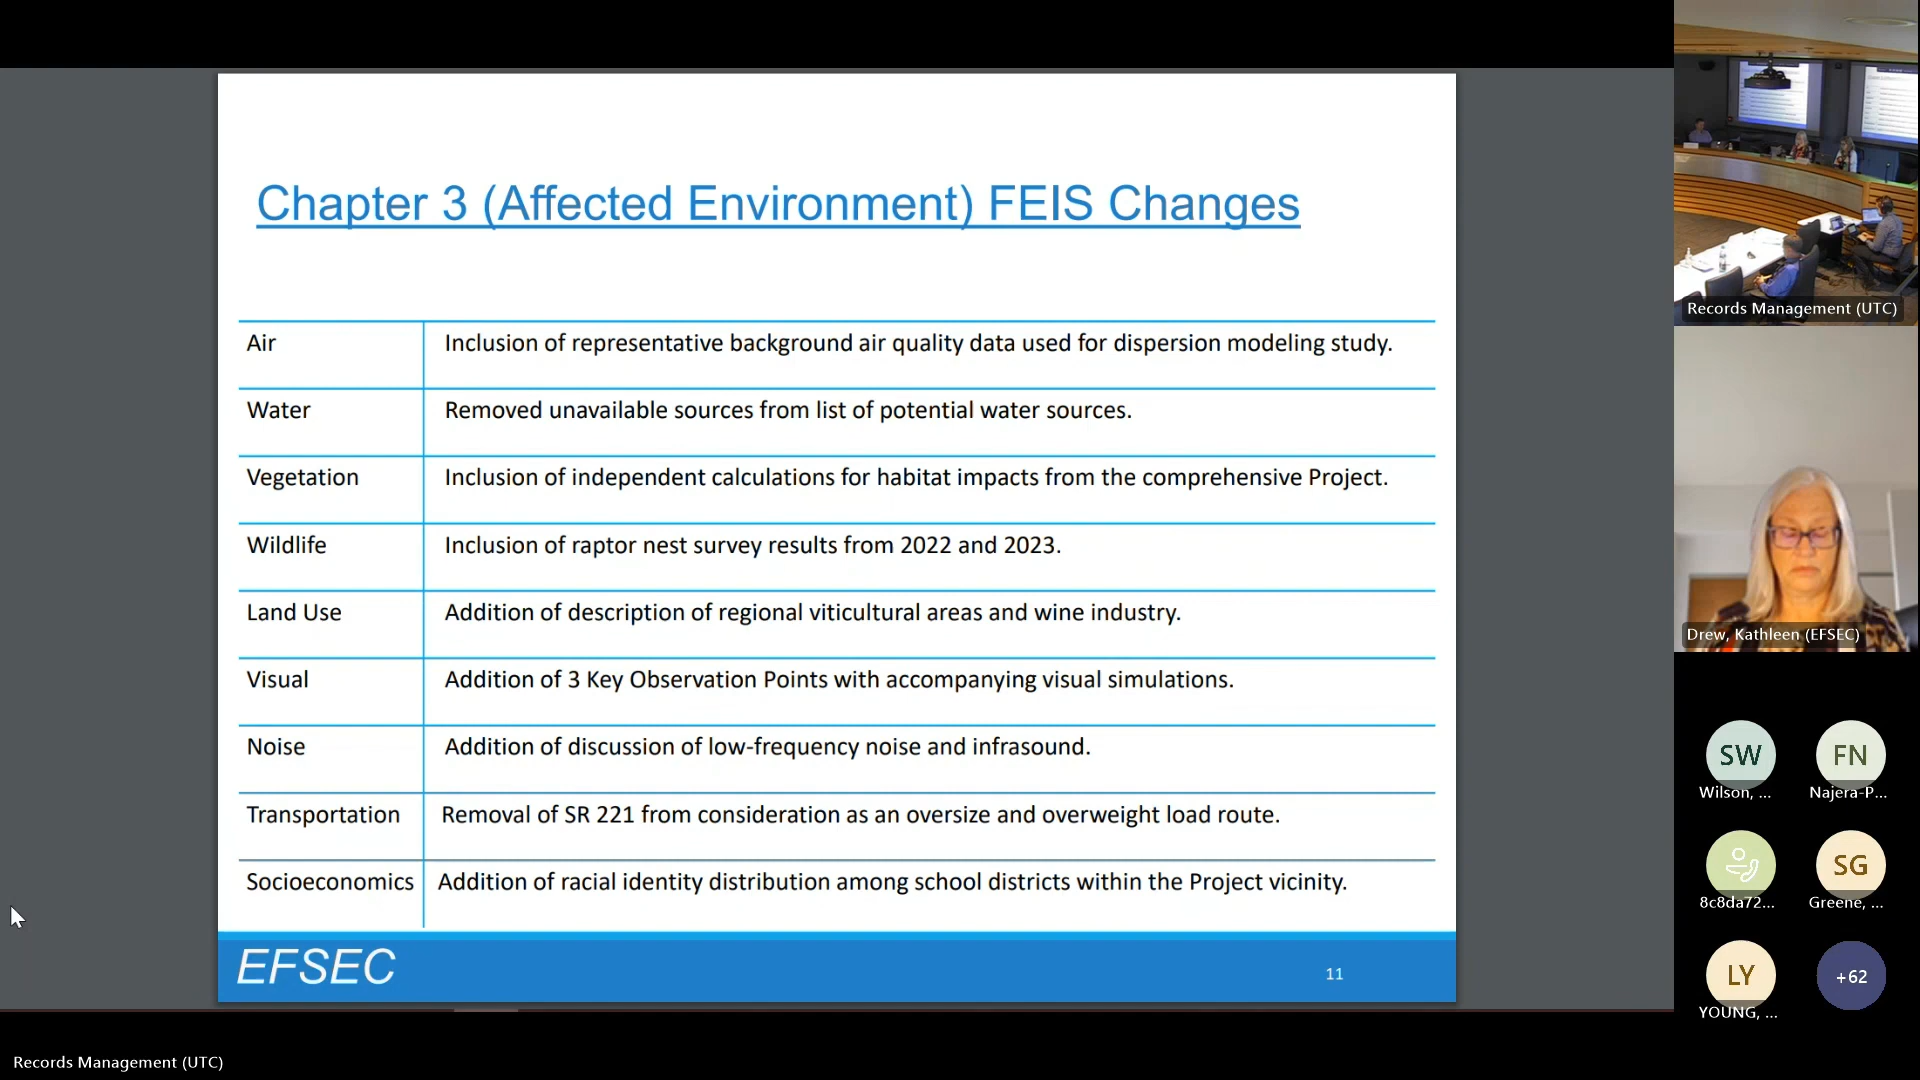 Chapter 3 (Affected Environment) FEIS Changes
Air Inclusion of representative background air quality data used for dispersion modeling study.
Water Removed unavailable sources from list of potential water sources.
Vegetation Inclusion of independent calculations for habitat impacts from the comprehensive Project.
Wildlife Inclusion of raptor nest survey results from 2022 and 2023.
Land Use Addition of description of regional viticultural areas and wine industry.
Visual Addition of 3 Key Observation Points with accompanying visual simulations.
Noise Addition of discussion of low-frequency noise and infrasound.
Transportation Removal of SR 221 from consideration as an oversize and overweight load route.
Socioeconomics Addition of racial identity distribution among school districts within the Project vicinity.
EFSEC
11
Records Management (UTC)
Drew, Kathleen (EFSEC)
SW
Wilson, ...
FN
Najera-P...
8c8da72...
SG
Greene, ...
LY
YOUNG, ...
+62
Records Management (UTC)